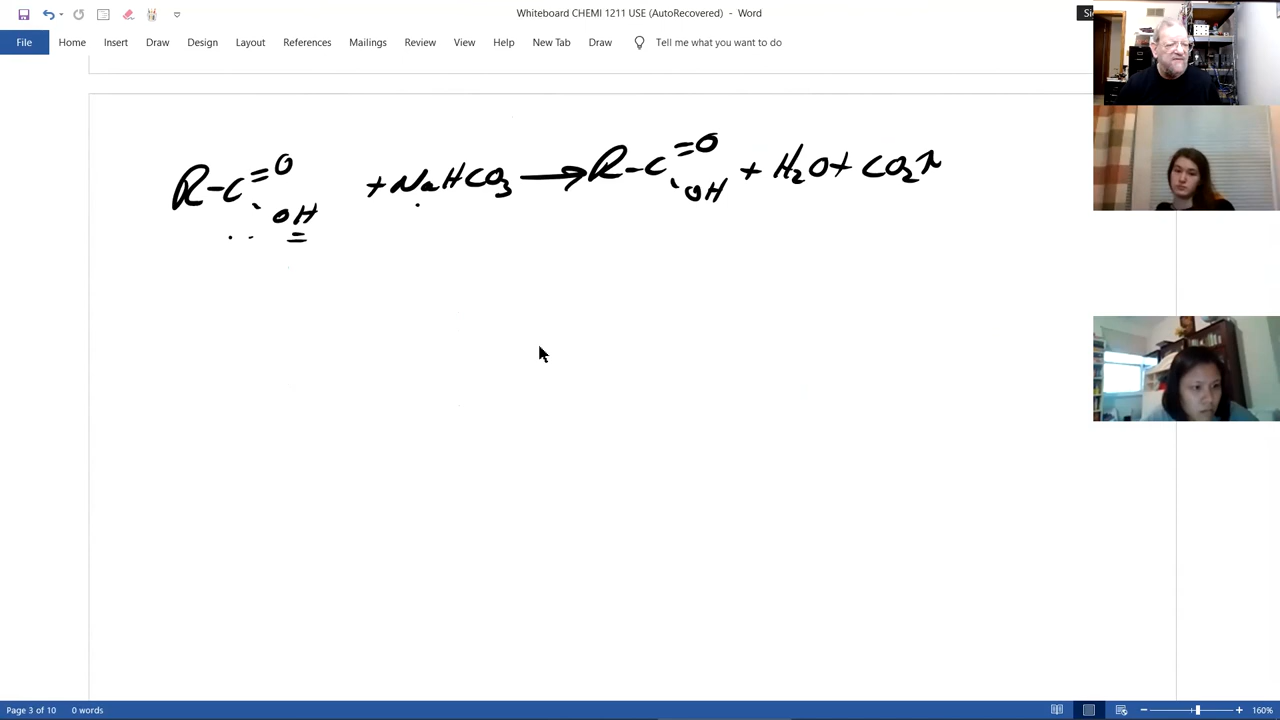 Whiteboard CHEMI 1211 USE (AutoRecovered) - Word
File Home Insert Draw Design Layout References Mailings Review View Help New Tab Draw Tell me what you want to do
R-C=O OH + NaHCO3 → R-C=O OH + H2O + CO2↑
Page 3 of 10 0 words 160%